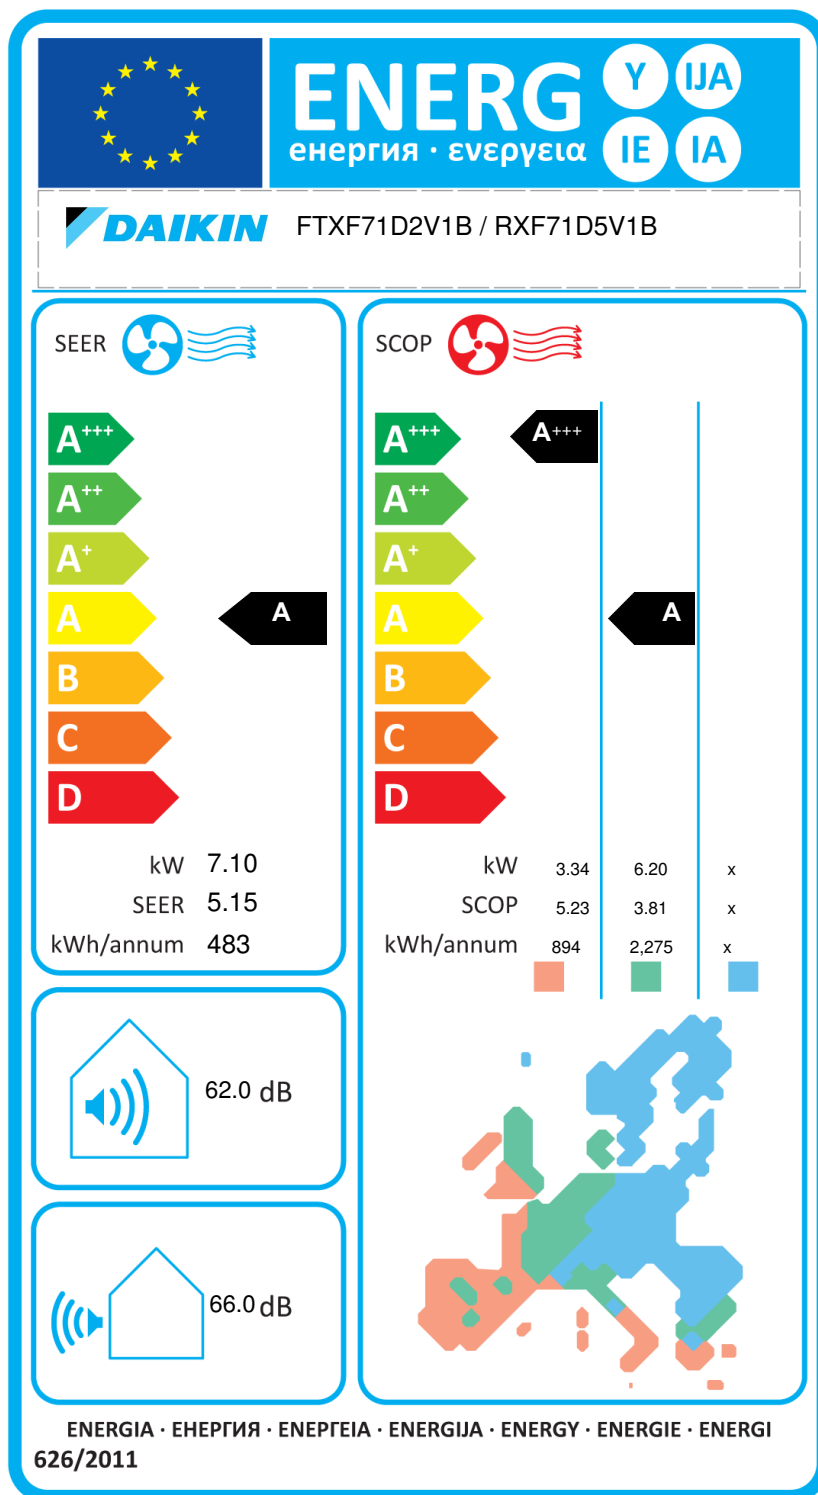 ENERG
Y IJA
IE IA
енергия · ενεργεια
DAIKIN FTXF71D2V1B / RXF71D5V1B
SEER
A+++
A++
A+
A
B
C
D
A
kW 7.10
SEER 5.15
kWh/annum 483
SCOP
A+++
A++
A+
A
B
C
D
A+++
A
kW 3.34 6.20 x
SCOP 5.23 3.81 x
kWh/annum 894 2,275 x
62.0 dB
66.0 dB
ENERGIA · ЕНЕРГИЯ · ΕΝΕΡΓΕΙΑ · ENERGIJA · ENERGY · ENERGIE · ENERGI
626/2011